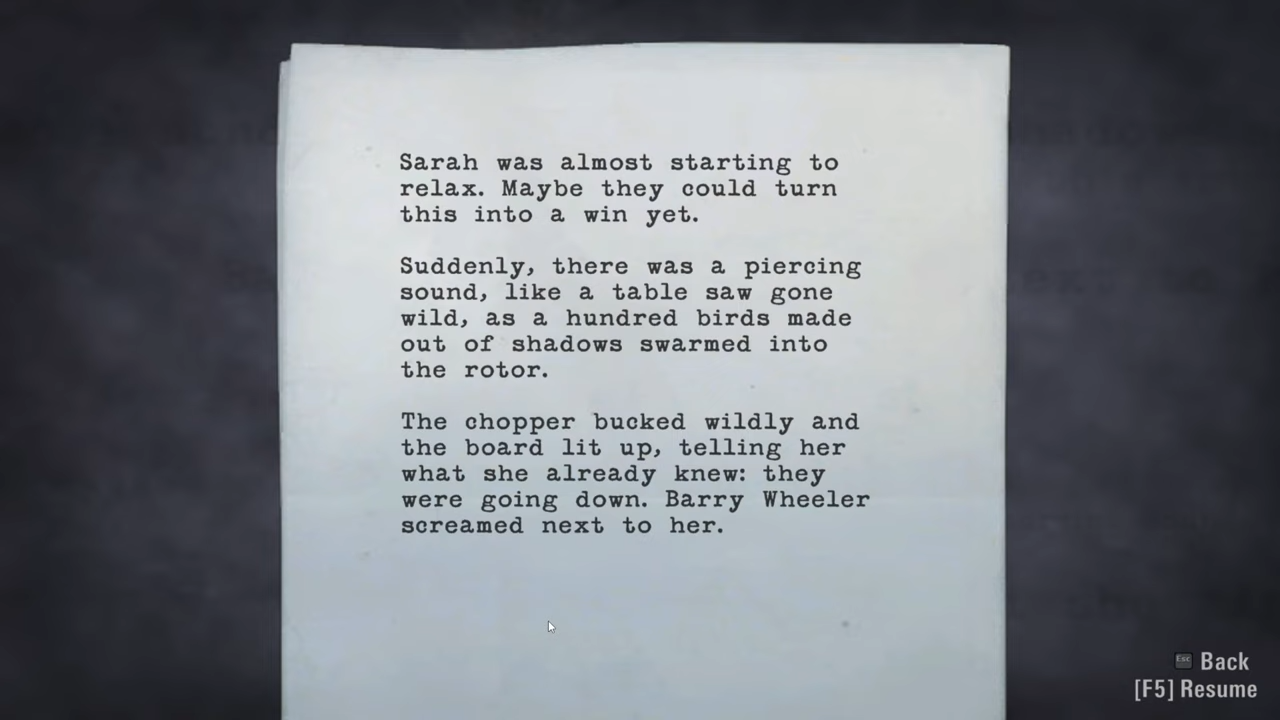 Sarah was almost starting to
relax. Maybe they could turn
this into a win yet.
Suddenly, there was a piercing
sound, like a table saw gone
wild, as a hundred birds made
out of shadows swarmed into
the rotor.
The chopper bucked wildly and
the board lit up, telling her
what she already knew: they
were going down. Barry Wheeler
screamed next to her.
Esc Back
[F5] Resume